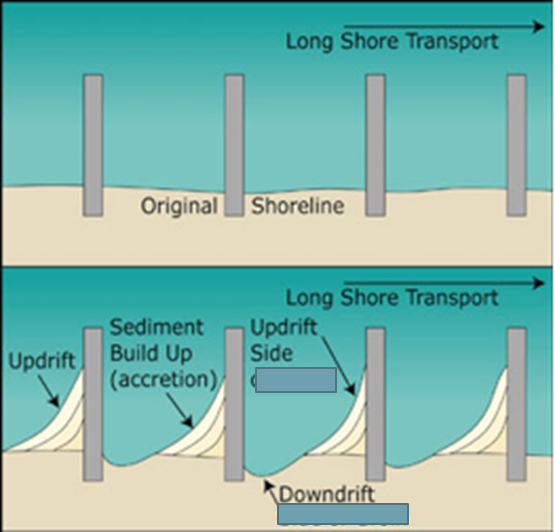 Long Shore Transport
Original Shoreline
Long Shore Transport
Updrift
Sediment
Build Up
(accretion)
Updrift
Side
Downdrift